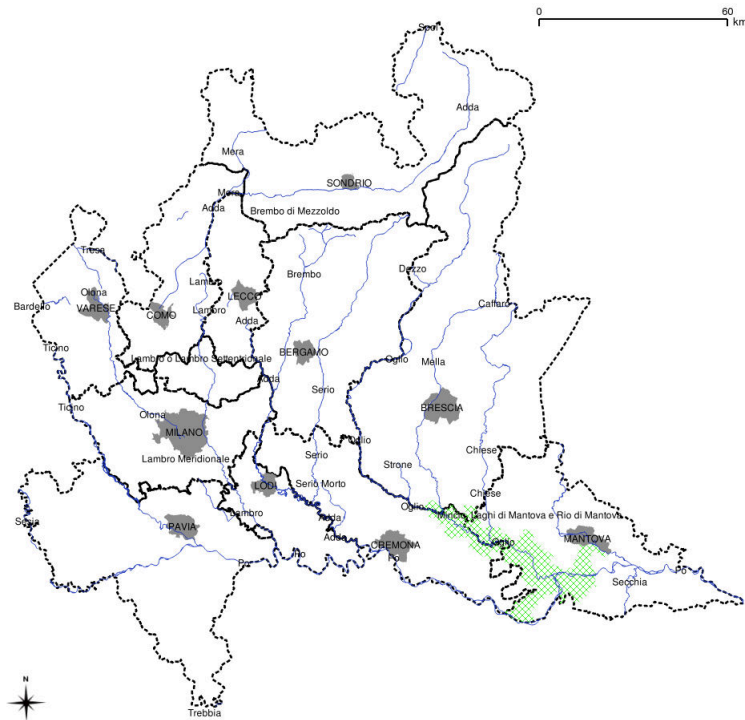 0 60
km
Spol
Adda
Mera
SONDRIO
Mera
Adda
Brembo di Mezzoldo
Tresa
Brembo
Dezzo
Lambro
Olona
LECCO
Bardello
VARESE
Caffaro
COMO
Lambro
Adda
Ticino
BERGAMO
Lambro o Lambro Settentrionale
Oglio
Mella
Adda
Serio
Ticino
BRESCIA
Olona
MILANO
Oglio
Serio
Chiese
Lambro Meridionale
Strone
LODI
Serio Morto
Chiese
Oglio
Sesia
PAVIA
Lambro
Adda
Mincio, Laghi di Mantova e Rio di Mantova
Adda
MANTOVA
CREMONA
Oglio
Po
Po
Po
Po
Secchia
N
Trebbia